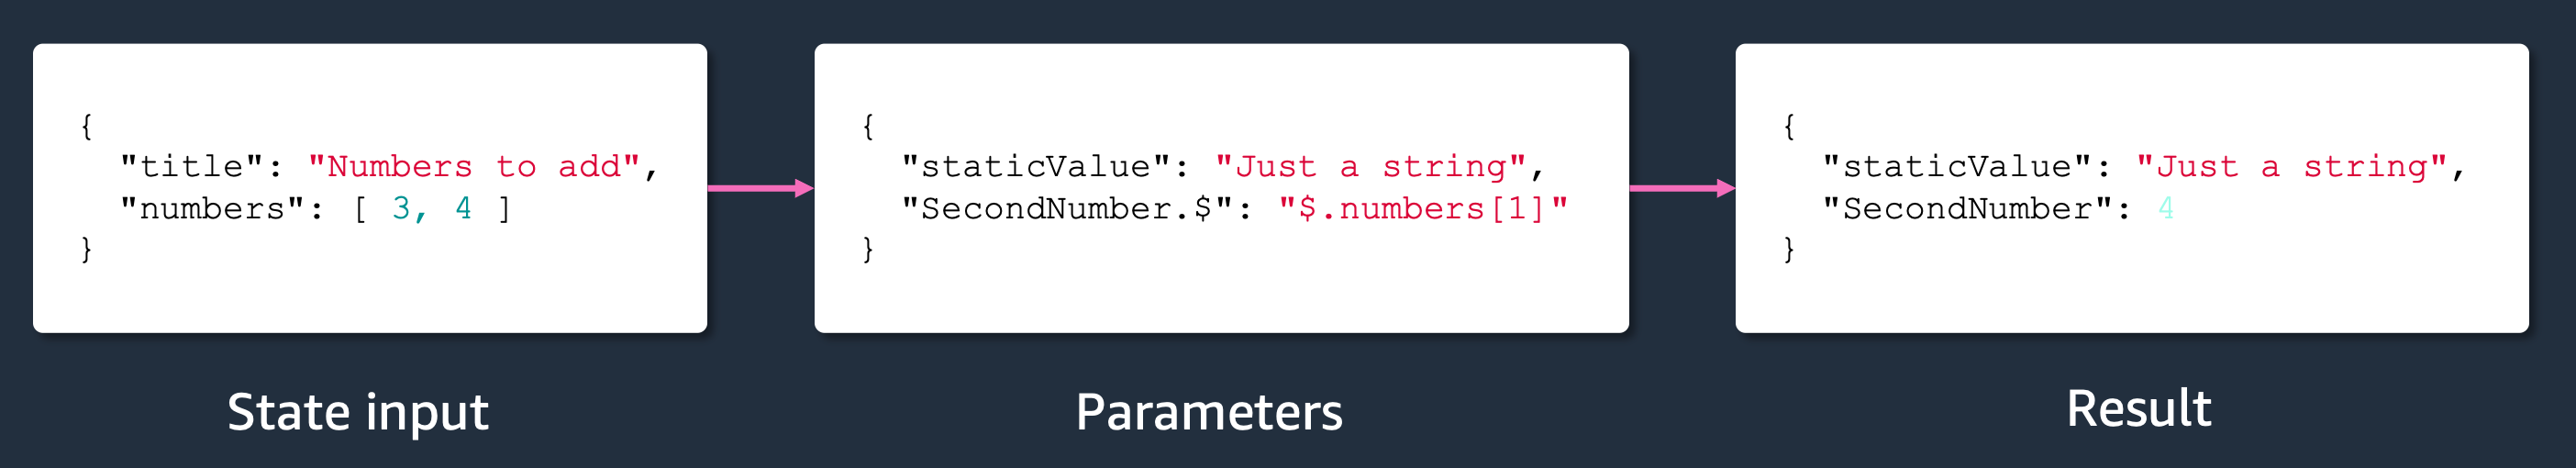 {
"title": "Numbers to add",
"numbers": [ 3, 4 ]
}
State input
{
"staticValue": "Just a string",
"SecondNumber.$": "$.numbers[1]"
}
Parameters
{
"staticValue": "Just a string",
"SecondNumber": 4
}
Result